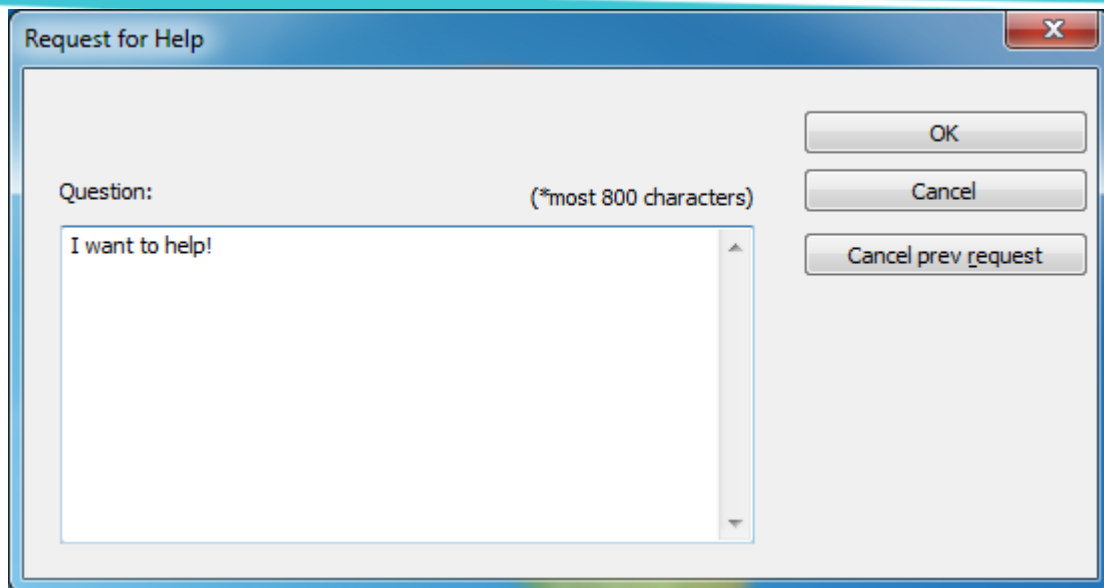 Request for Help
OK
Question:
(*most 800 characters)
Cancel
I want to help!
Cancel prev request